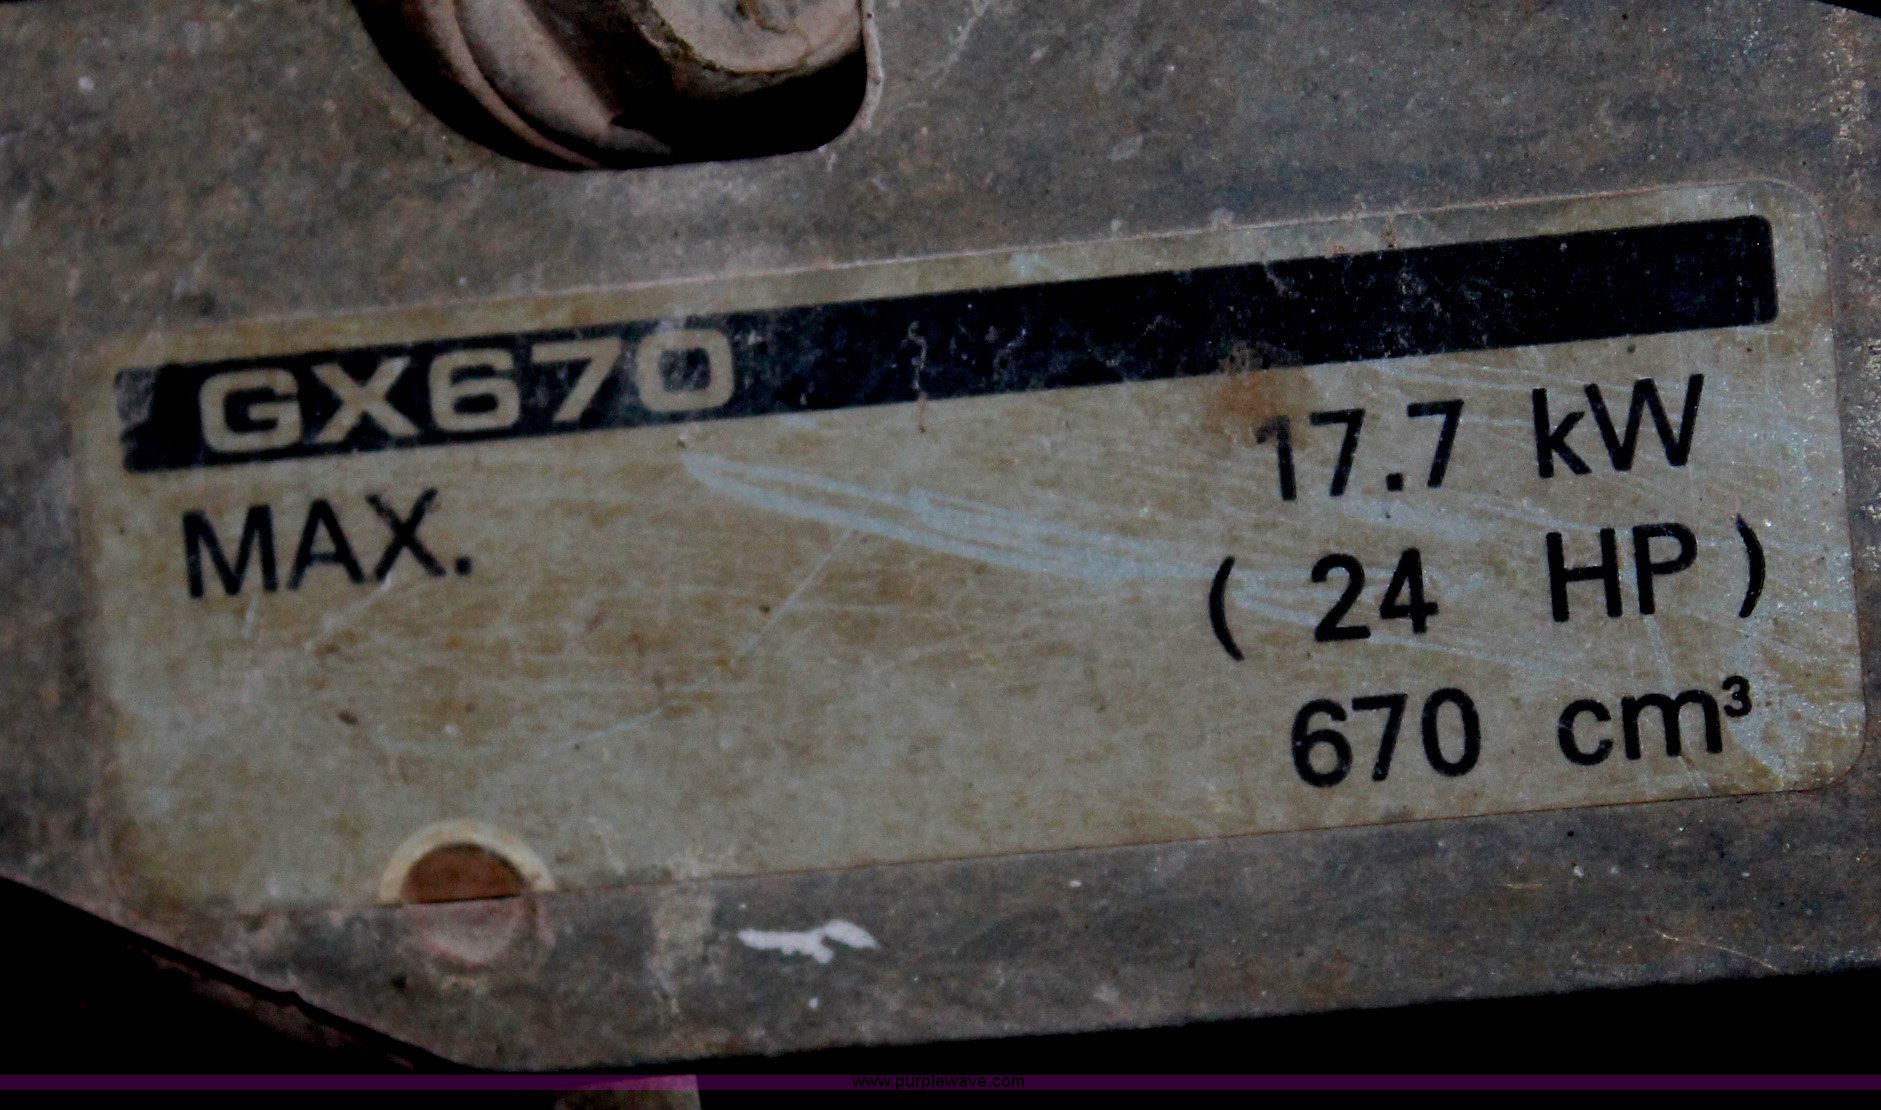 GX670
MAX. 17.7 kW
( 24 HP )
670 cm³
www.purplewave.com